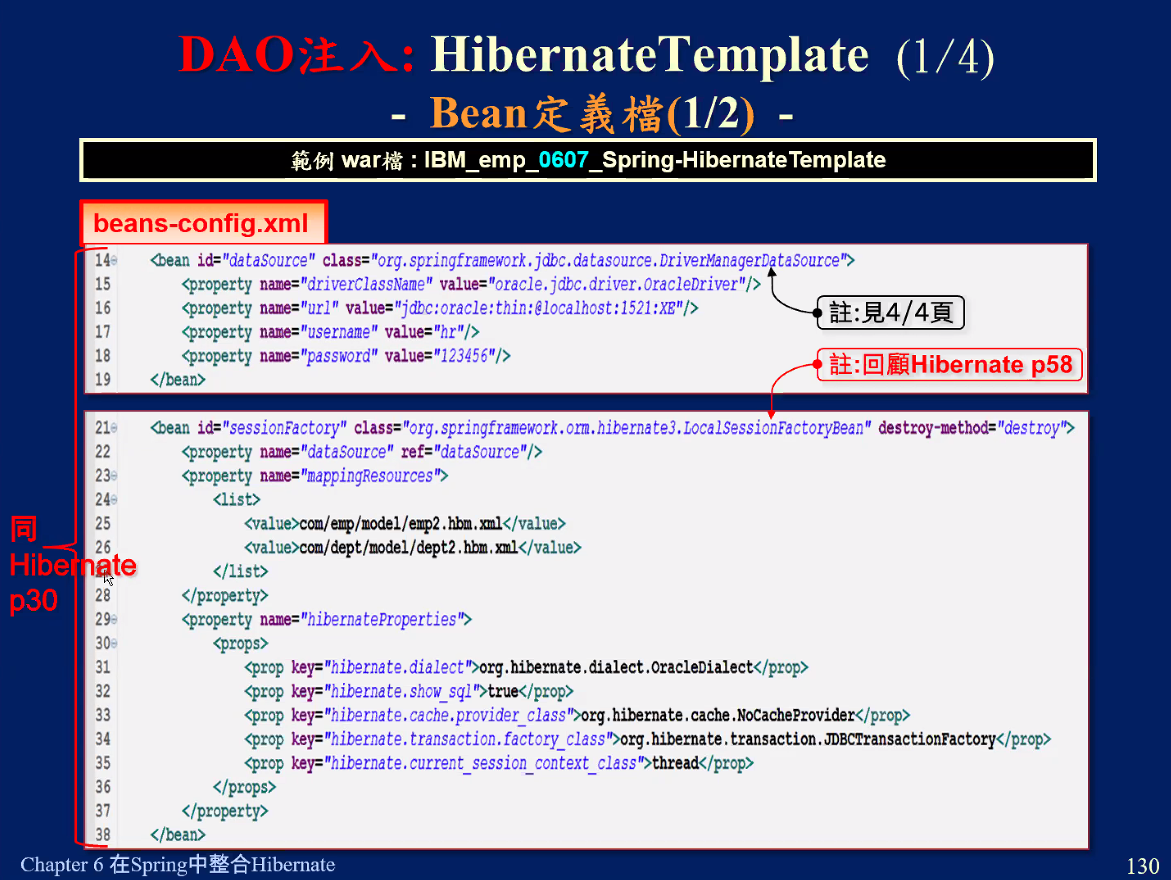 DAO注入: HibernateTemplate (1/4)
- Bean定義檔(1/2) -
範例 war檔 : IBM_emp_0607_Spring-HibernateTemplate
beans-config.xml
14 <bean id="dataSource" class="org.springframework.jdbc.datasource.DriverManagerDataSource">
15 <property name="driverClassName" value="oracle.jdbc.driver.OracleDriver"/>
16 <property name="url" value="jdbc:oracle:thin:@localhost:1521:XE"/>
17 <property name="username" value="hr"/>
18 <property name="password" value="123456"/>
19 </bean>
註:見4/4頁
註:回顧Hibernate p58
21 <bean id="sessionFactory" class="org.springframework.orm.hibernate3.LocalSessionFactoryBean" destroy-method="destroy">
22 <property name="dataSource" ref="dataSource"/>
23 <property name="mappingResources">
24 <list>
25 <value>com/emp/model/emp2.hbm.xml</value>
26 <value>com/dept/model/dept2.hbm.xml</value>
</list>
28 </property>
29 <property name="hibernateProperties">
30 <props>
31 <prop key="hibernate.dialect">org.hibernate.dialect.OracleDialect</prop>
32 <prop key="hibernate.show_sql">true</prop>
33 <prop key="hibernate.cache.provider_class">org.hibernate.cache.NoCacheProvider</prop>
34 <prop key="hibernate.transaction.factory_class">org.hibernate.transaction.JDBCTransactionFactory</prop>
35 <prop key="hibernate.current_session_context_class">thread</prop>
36 </props>
37 </property>
38 </bean>
同
Hibernate
p30
Chapter 6 在Spring中整合Hibernate
130